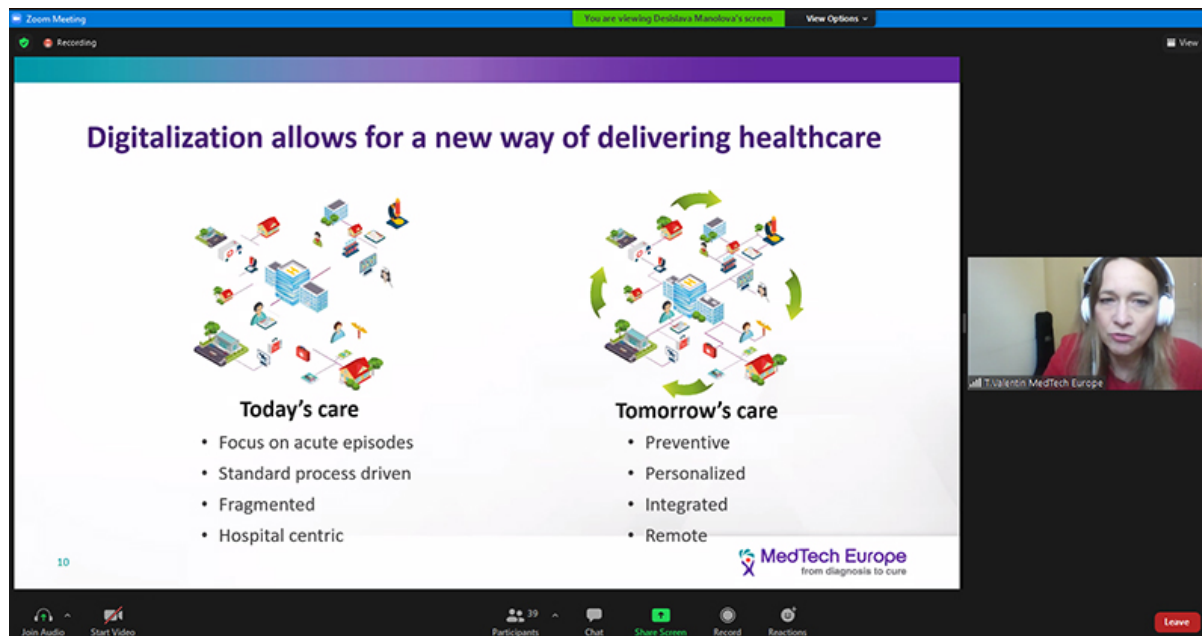 Zoom Meeting
You are viewing Desislava Manolova's screen
View Options
Recording
View
Digitalization allows for a new way of delivering healthcare
H
H
Today's care
• Focus on acute episodes
• Standard process driven
• Fragmented
• Hospital centric
Tomorrow's care
• Preventive
• Personalized
• Integrated
• Remote
10
MedTech Europe
from diagnosis to cure
T.Valentin MedTech Europe
Join Audio
Start Video
39
Participants
Chat
Share Screen
Record
Reactions
Leave